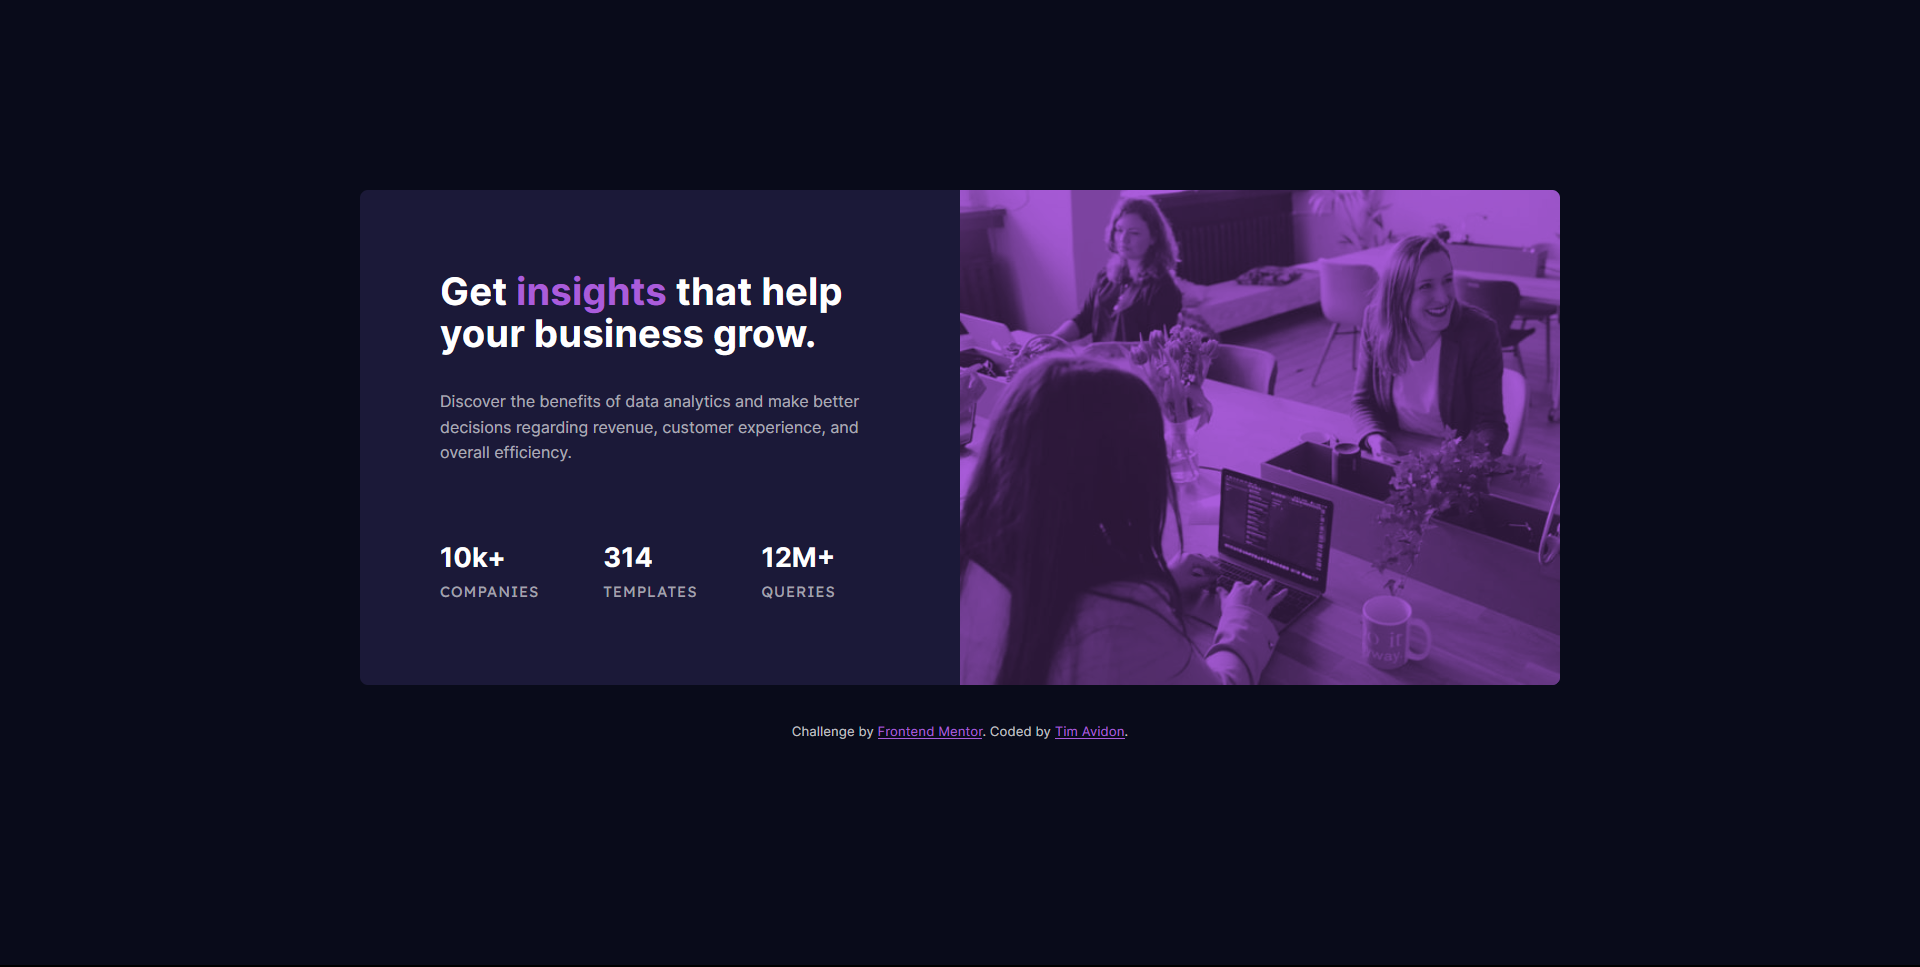 Get insights that help
your business grow.
Discover the benefits of data analytics and make better
decisions regarding revenue, customer experience, and
overall efficiency.
10k+ 314 12M+
COMPANIES TEMPLATES QUERIES
Challenge by Frontend Mentor. Coded by Tim Avidon.